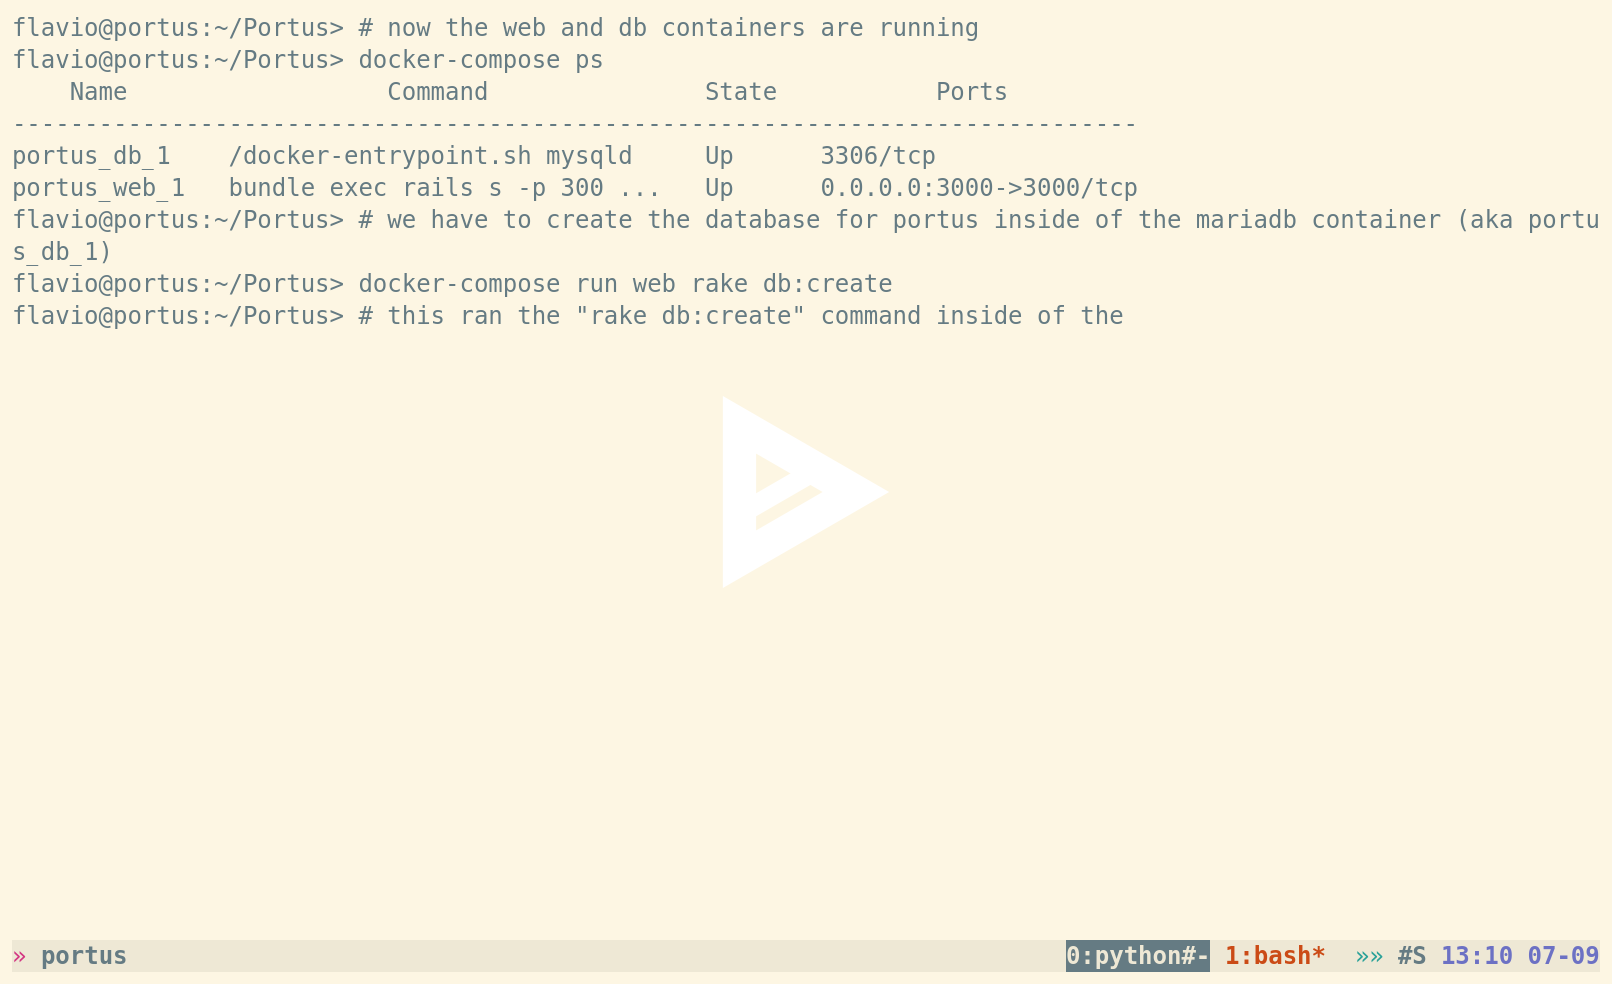 flavio@portus:~/Portus> # now the web and db containers are running
flavio@portus:~/Portus> docker-compose ps
    Name                  Command               State           Ports
------------------------------------------------------------------------------
portus_db_1    /docker-entrypoint.sh mysqld     Up      3306/tcp
portus_web_1   bundle exec rails s -p 300 ...   Up      0.0.0.0:3000->3000/tcp
flavio@portus:~/Portus> # we have to create the database for portus inside of the mariadb container (aka portu
s_db_1)
flavio@portus:~/Portus> docker-compose run web rake db:create
flavio@portus:~/Portus> # this ran the "rake db:create" command inside of the
» portus 0:python#- 1:bash*  »» #S 13:10 07-09